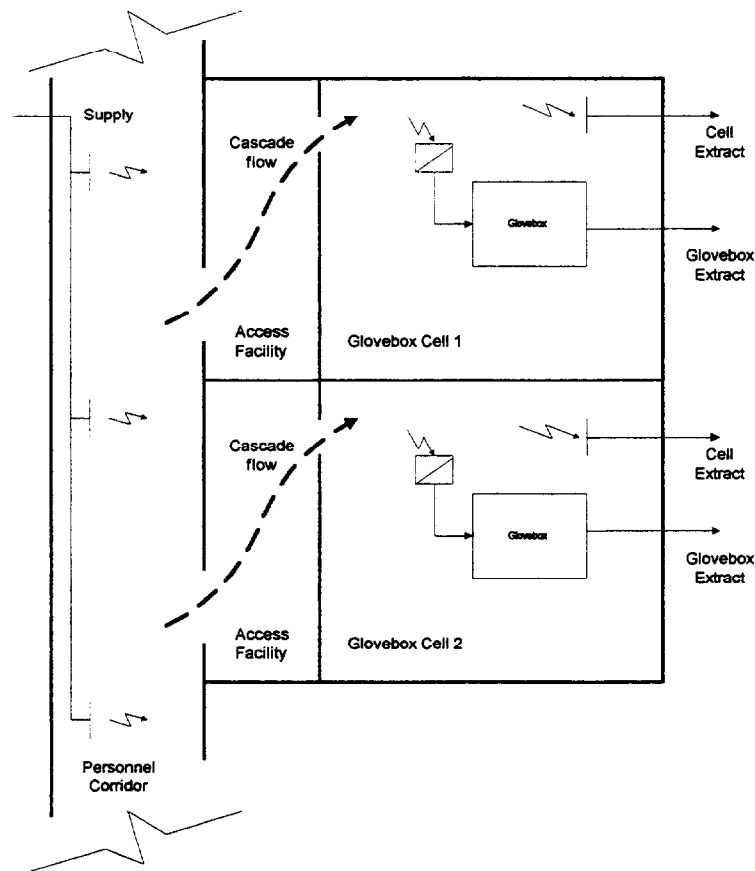 Supply
Cascade
flow
Cell
Extract
Glovebox
Glovebox
Extract
Access
Facility
Glovebox Cell 1
Cascade
flow
Cell
Extract
Glovebox
Glovebox
Extract
Access
Facility
Glovebox Cell 2
Personnel
Corridor